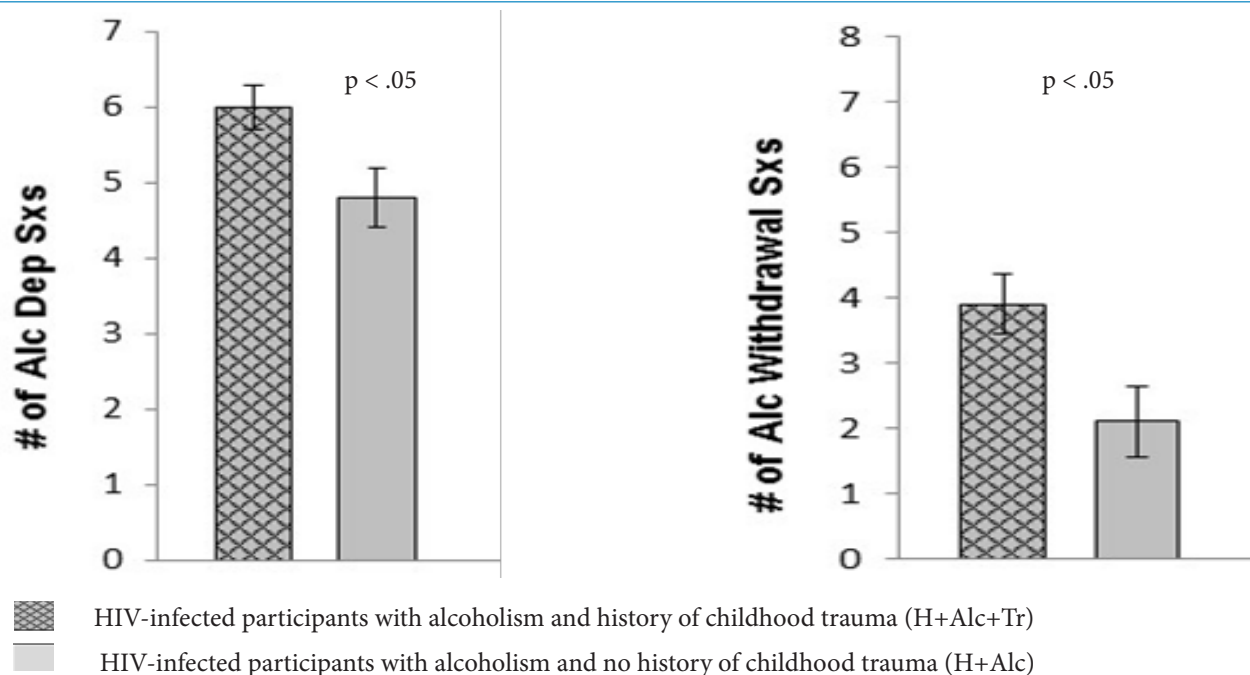 # of Alc Dep Sxs
7
6
5
4
3
2
1
0
p < .05
# of Alc Withdrawal Sxs
8
7
6
5
4
3
2
1
0
p < .05
HIV-infected participants with alcoholism and history of childhood trauma (H+Alc+Tr)
HIV-infected participants with alcoholism and no history of childhood trauma (H+Alc)